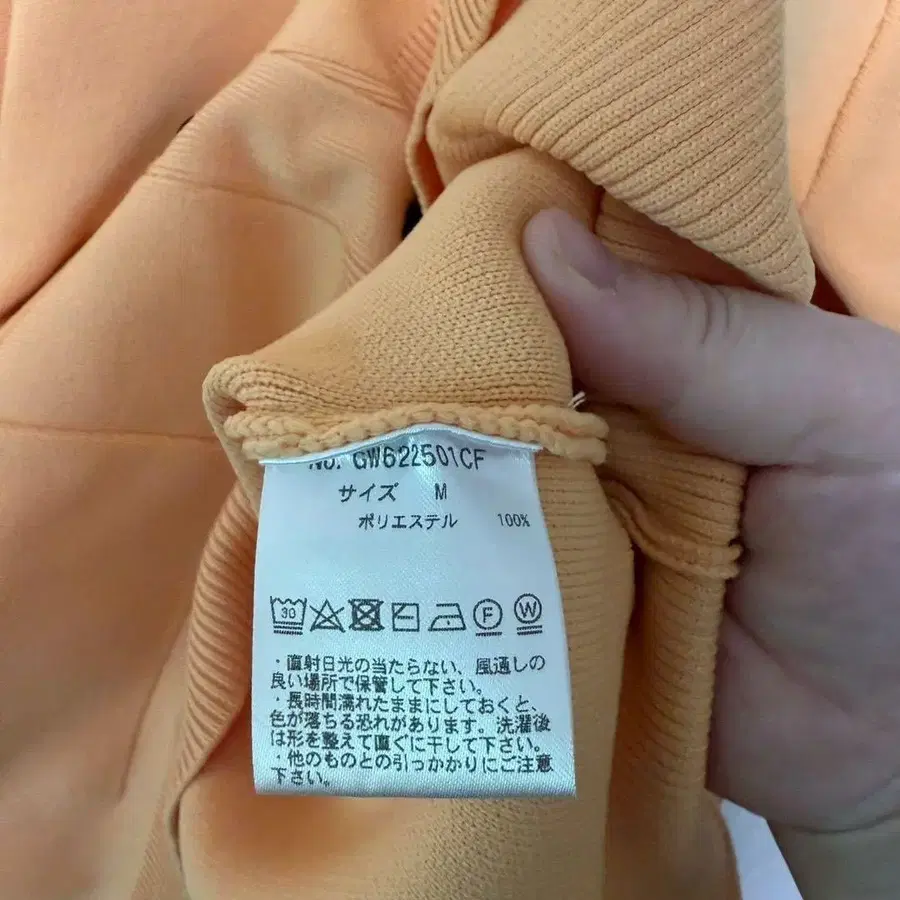 No. GW622501CF
サイズ M
ポリエステル 100%
30 F W
・直射日光の当たらない、風通しの
良い場所で保管して下さい。
・長時間濡れたままにしておくと、
色が落ちる恐れがあります。洗濯後
は形を整えて直ぐに干して下さい。
・他のものとの引っかかりにご注意
下さい。